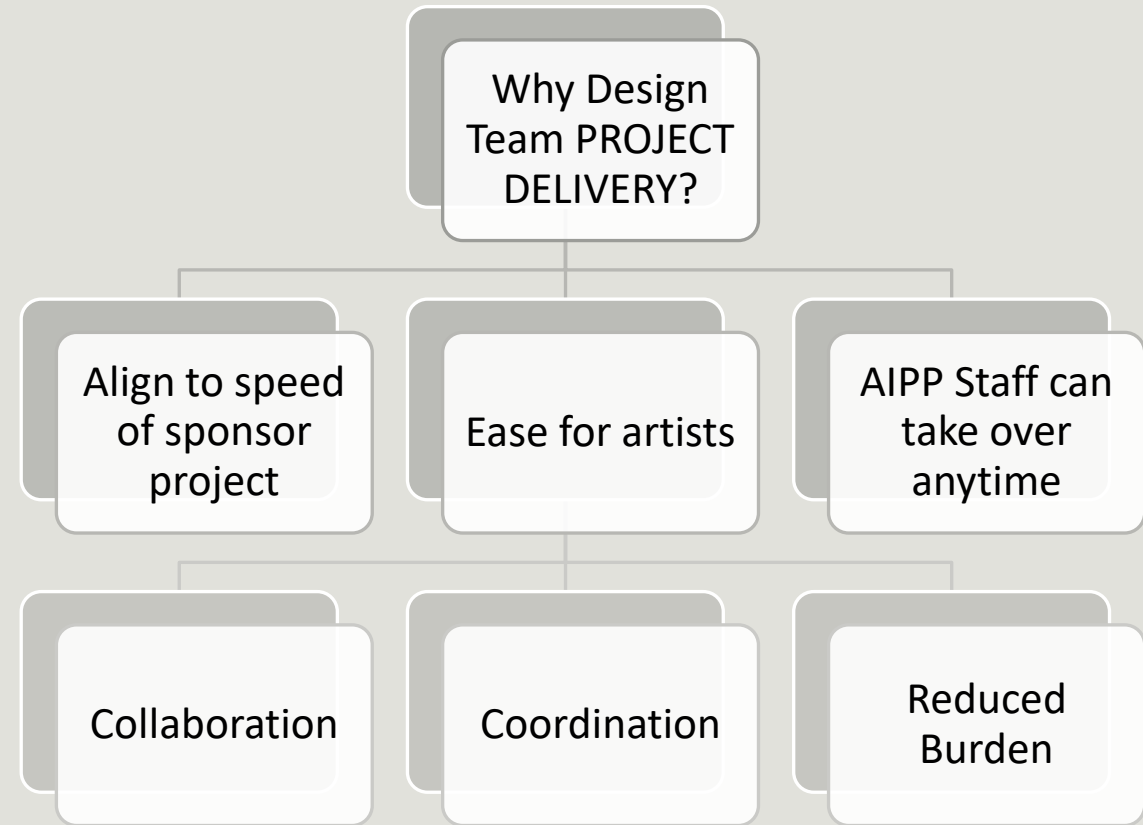 Why Design
Team PROJECT
DELIVERY?
Align to speed
of sponsor
project
Ease for artists
AIPP Staff can
take over
anytime
Collaboration
Coordination
Reduced
Burden